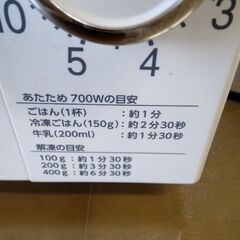 10
3
5
4
あたため 700Wの目安
ごはん(1杯) :約1分
冷凍ごはん(150g):約2分30秒
牛乳(200ml) :約1分30秒
解凍の目安
100g:約1分30秒
200g:約3分30秒
400g:約6分30秒